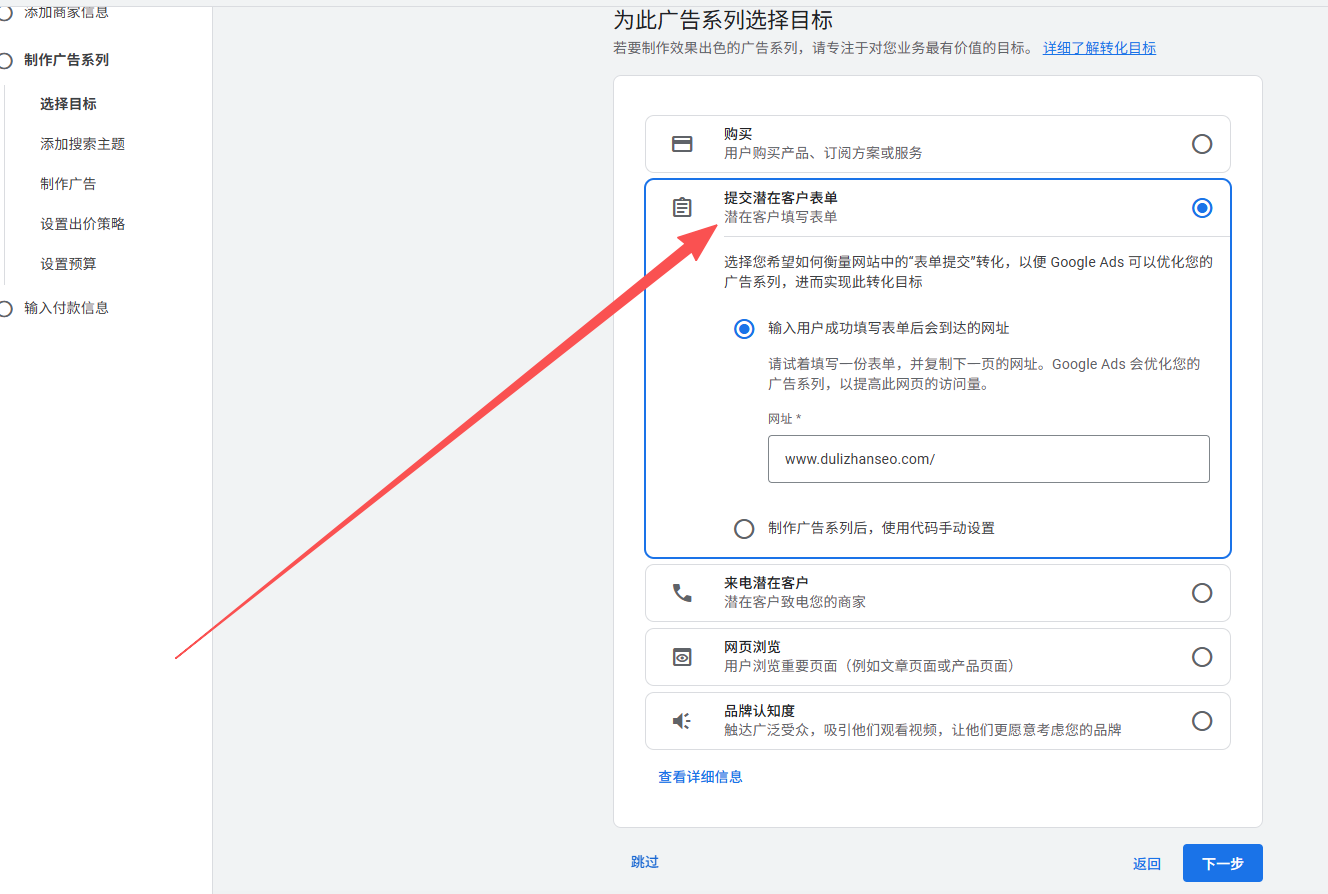 添加商家信息
制作广告系列
选择目标
添加搜索主题
制作广告
设置出价策略
设置预算
输入付款信息
为此广告系列选择目标
若要制作效果出色的广告系列，请专注于对您业务最有价值的目标。 详细了解转化目标
购买
用户购买产品、订阅方案或服务
提交潜在客户表单
潜在客户填写表单
选择您希望如何衡量网站中的“表单提交”转化，以便 Google Ads 可以优化您的
广告系列，进而实现此转化目标
输入用户成功填写表单后会到达的网址
请试着填写一份表单，并复制下一页的网址。Google Ads 会优化您的
广告系列，以提高此网页的访问量。
网址 *
www.dulizhanseo.com/
制作广告系列后，使用代码手动设置
来电潜在客户
潜在客户致电您的商家
网页浏览
用户浏览重要页面（例如文章页面或产品页面）
品牌认知度
触达广泛受众，吸引他们观看视频，让他们更愿意考虑您的品牌
查看详细信息
跳过
返回
下一步